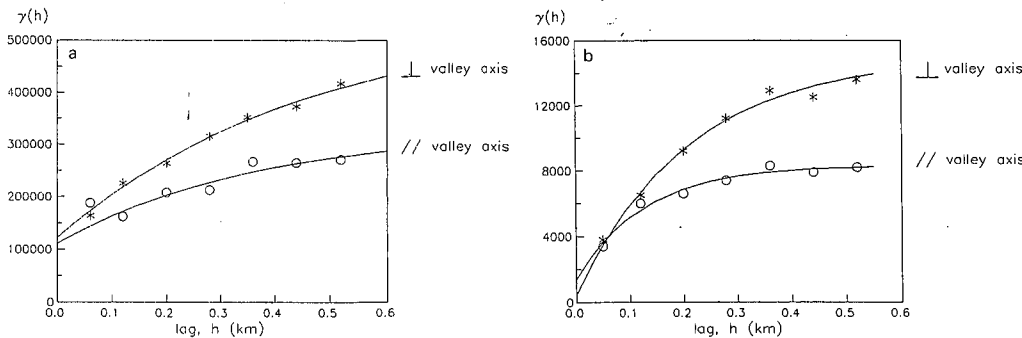 γ(h)
500000
400000
300000
200000
100000
0
a
⊥ valley axis
// valley axis
0.0 0.1 0.2 0.3 0.4 0.5 0.6
lag, h (km)
γ(h)
16000
12000
8000
4000
0
b
⊥ valley axis
// valley axis
0.0 0.1 0.2 0.3 0.4 0.5 0.6
lag, h (km)